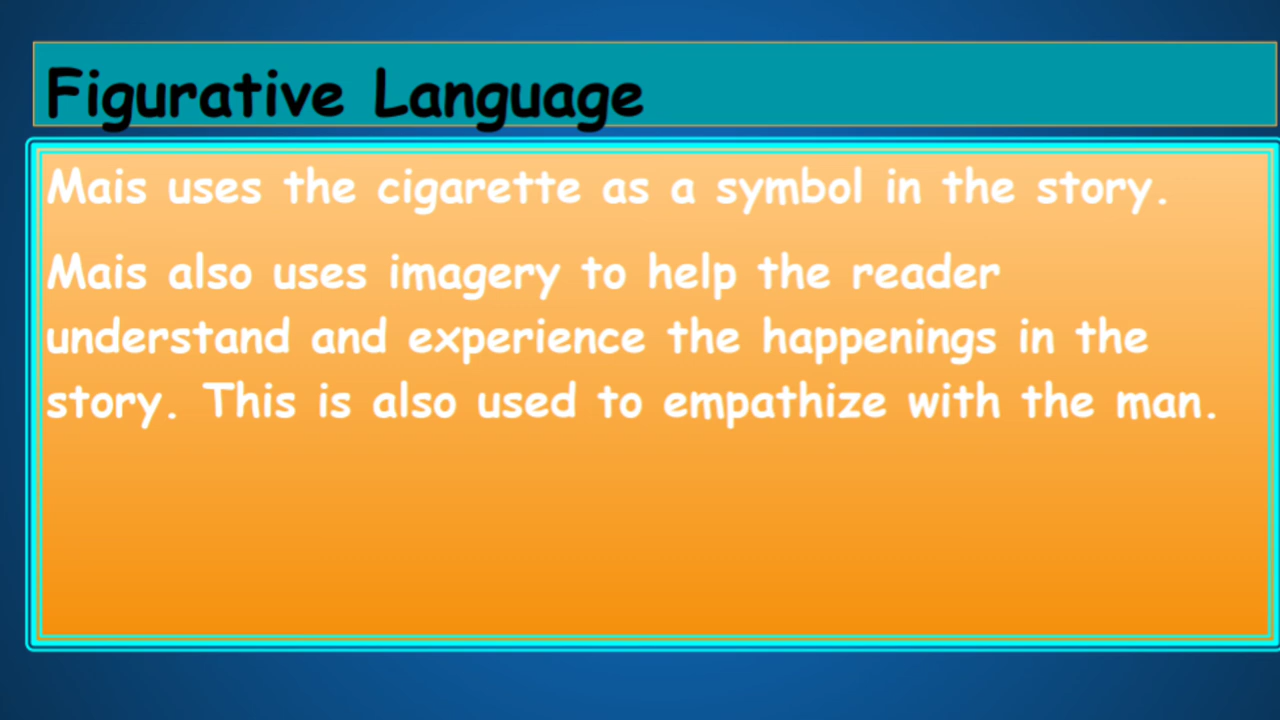 Figurative Language
Mais uses the cigarette as a symbol in the story.
Mais also uses imagery to help the reader
understand and experience the happenings in the
story. This is also used to empathize with the man.